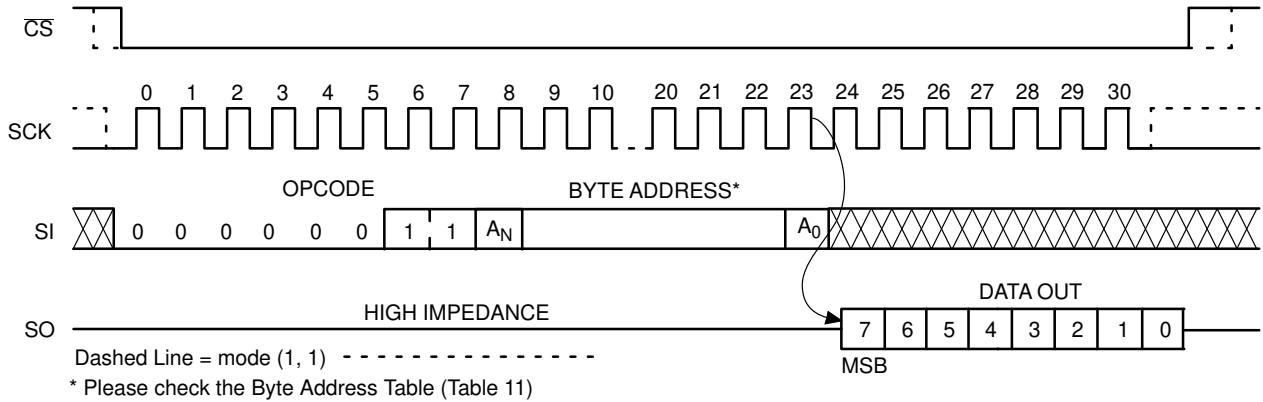 CS
0 1 2 3 4 5 6 7 8 9 10 20 21 22 23 24 25 26 27 28 29 30
SCK
OPCODE BYTE ADDRESS*
SI 0 0 0 0 0 0 1 1 AN A0
DATA OUT
HIGH IMPEDANCE
SO 7 6 5 4 3 2 1 0
Dashed Line = mode (1, 1)
MSB
* Please check the Byte Address Table (Table 11)